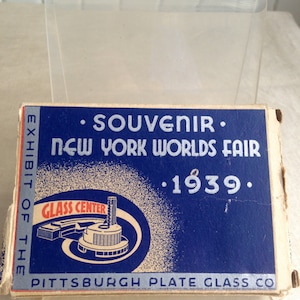 · SOUVENIR ·
NEW YORK WORLDS FAIR
· 1939 ·
GLASS CENTER
EXHIBIT OF THE
PITTSBURGH PLATE GLASS CO